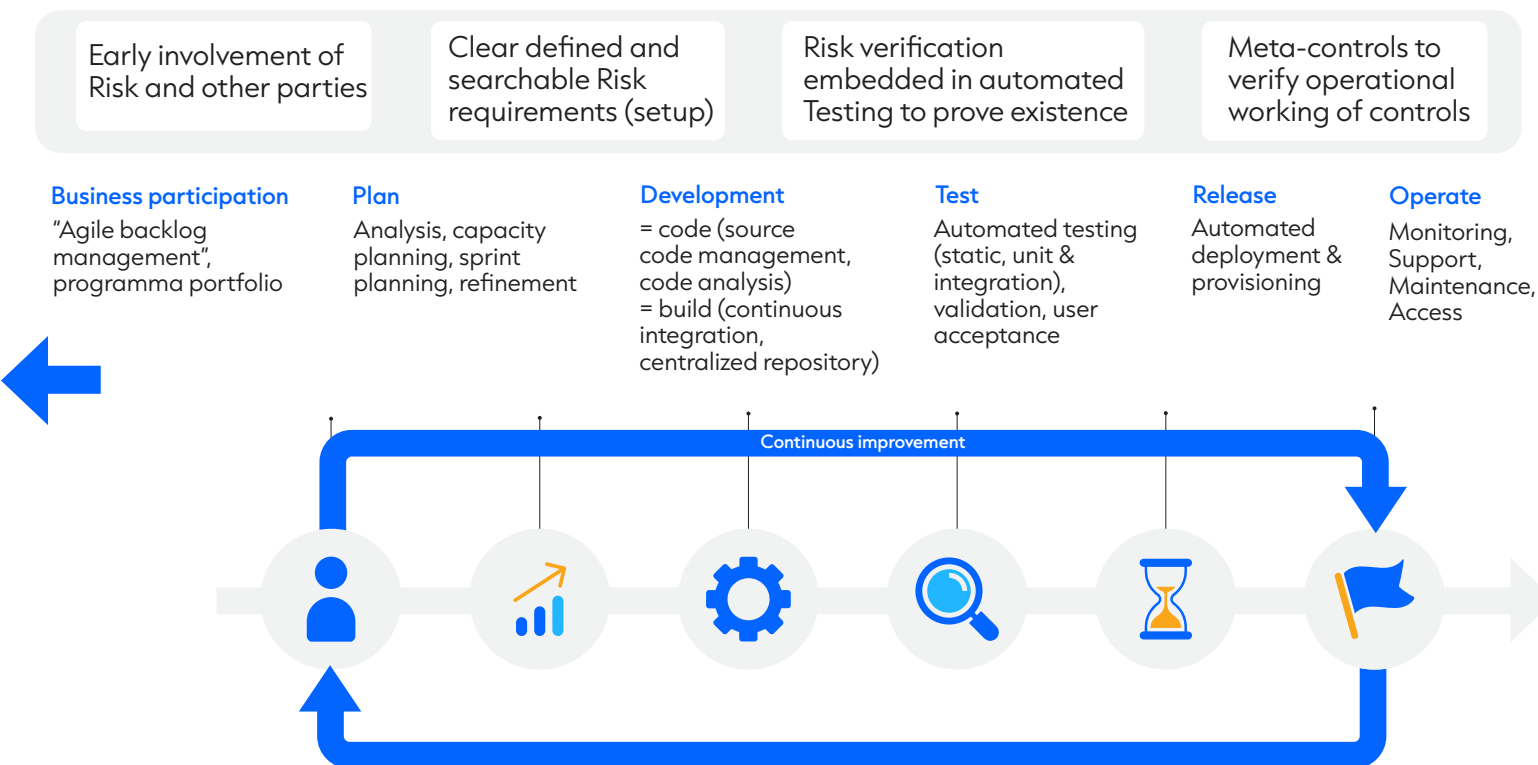 Early involvement of
Risk and other parties
Clear defined and
searchable Risk
requirements (setup)
Risk verification
embedded in automated
Testing to prove existence
Meta-controls to
verify operational
working of controls
Business participation
"Agile backlog
management",
programma portfolio
Plan
Analysis, capacity
planning, sprint
planning, refinement
Development
= code (source
code management,
code analysis)
= build (continuous
integration,
centralized repository)
Test
Automated testing
(static, unit &
integration),
validation, user
acceptance
Release
Automated
deployment &
provisioning
Operate
Monitoring,
Support,
Maintenance,
Access
Continuous improvement